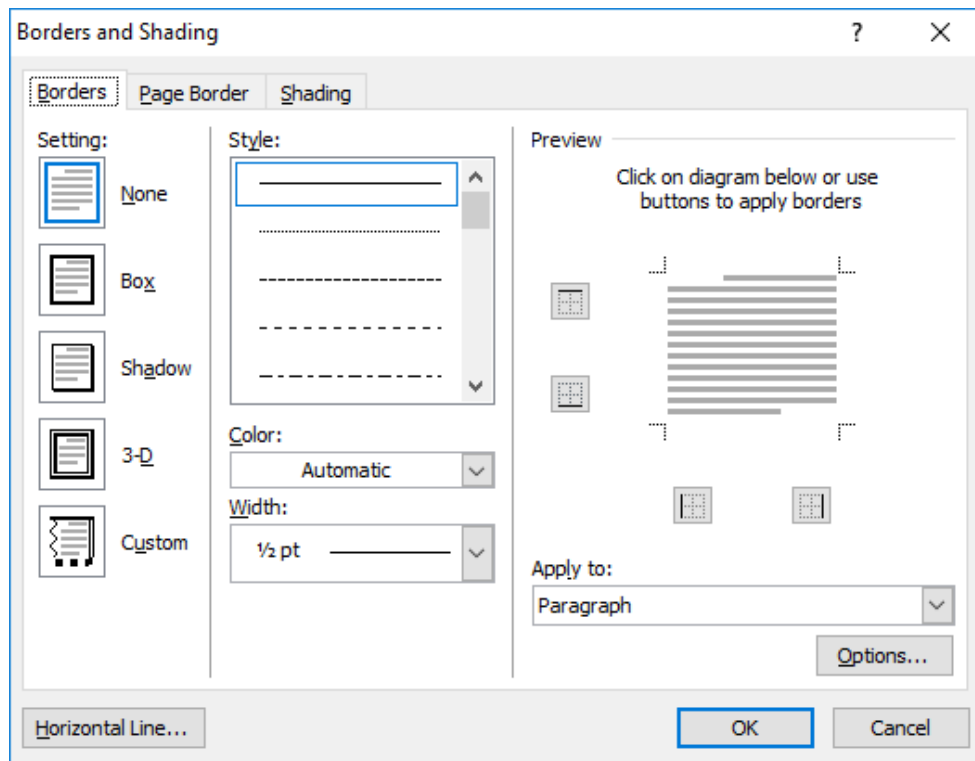 Borders and Shading
?
Borders
Page Border
Shading
Setting:
None
Box
Shadow
3-D
Custom
Style:
Color:
Automatic
Width:
½ pt
Preview
Click on diagram below or use
buttons to apply borders
Apply to:
Paragraph
Options...
Horizontal Line...
OK
Cancel